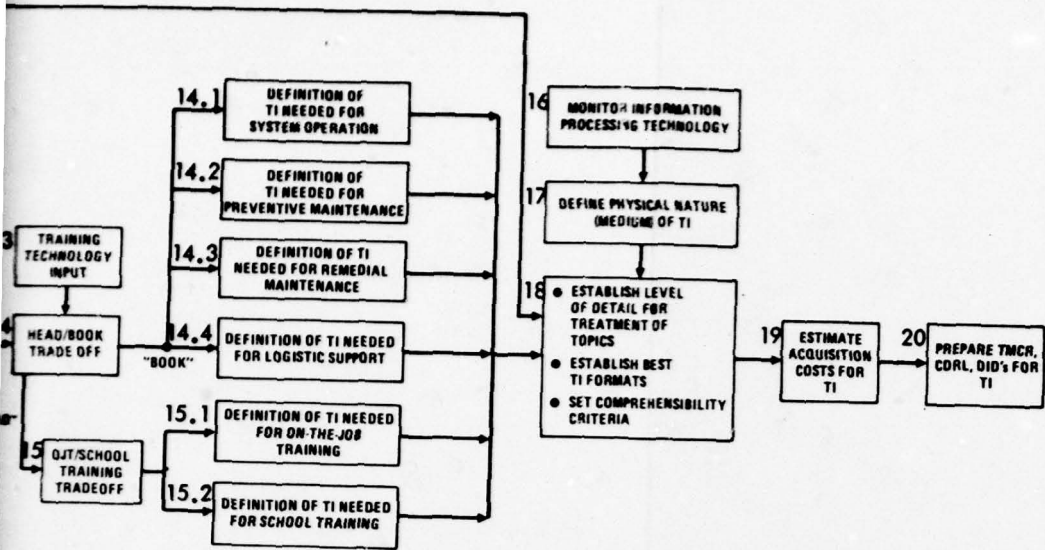 14.1
DEFINITION OF
TI NEEDED FOR
SYSTEM OPERATION
14.2
DEFINITION OF
TI NEEDED FOR
PREVENTIVE MAINTENANCE
3
TRAINING
TECHNOLOGY
INPUT
14.3
DEFINITION OF TI
NEEDED FOR REMEDIAL
MAINTENANCE
4
HEAD/BOOK
TRADE OFF
"BOOK"
14.4
DEFINITION OF TI NEEDED
FOR LOGISTIC SUPPORT
15
OJT/SCHOOL
TRAINING
TRADEOFF
15.1
DEFINITION OF TI NEEDED
FOR ON-THE-JOB
TRAINING
15.2
DEFINITION OF TI NEEDED
FOR SCHOOL TRAINING
16
MONITOR INFORMATION
PROCESSING TECHNOLOGY
17
DEFINE PHYSICAL NATURE
(MEDIUM) OF TI
18
● ESTABLISH LEVEL
OF DETAIL FOR
TREATMENT OF
TOPICS
● ESTABLISH BEST
TI FORMATS
● SET COMPREHENSIBILITY
CRITERIA
19
ESTIMATE
ACQUISITION
COSTS FOR
TI
20
PREPARE TMCR,
CDRL, DID's FOR
TI